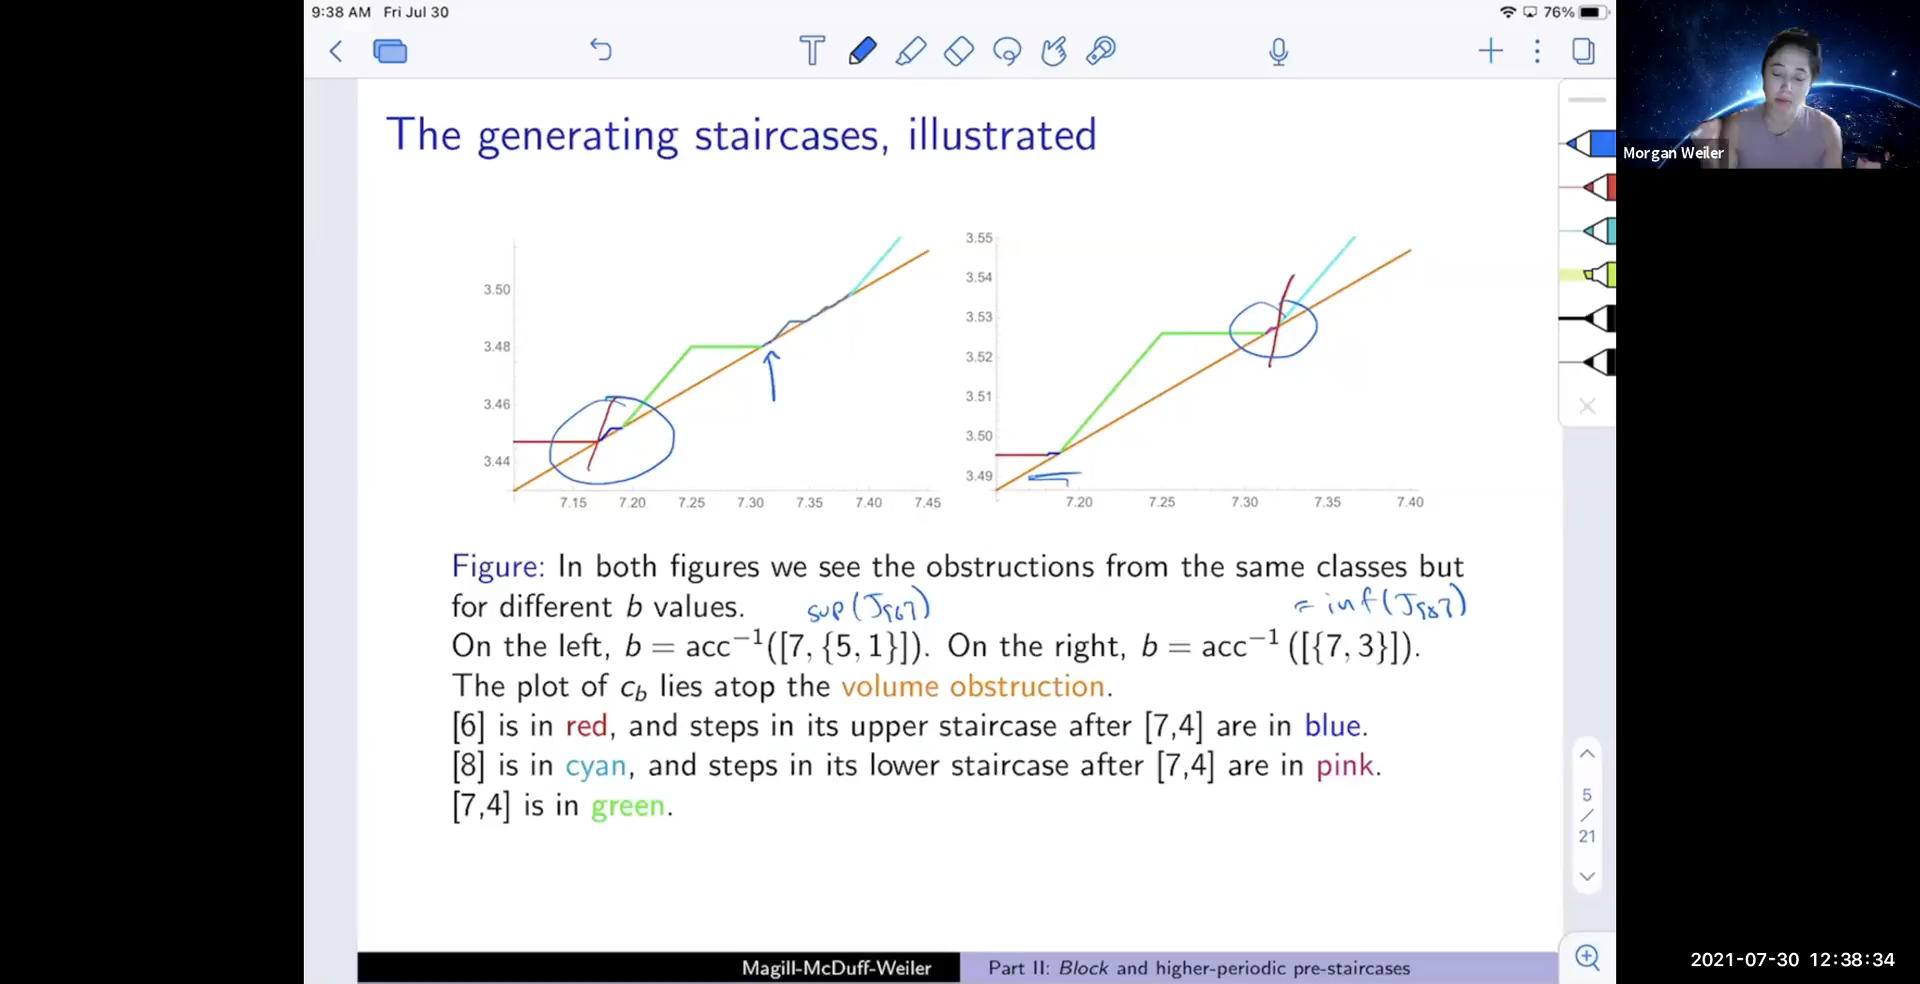 9:38 AM Fri Jul 30
76%
Morgan Weiler
The generating staircases, illustrated
3.50
3.48
3.46
3.44
7.15 7.20 7.25 7.30 7.35 7.40 7.45
3.55
3.54
3.53
3.52
3.51
3.50
3.49
7.20 7.25 7.30 7.35 7.40
Figure: In both figures we see the obstructions from the same classes but
for different b values.
On the left, b = acc⁻¹([7, {5, 1}]). On the right, b = acc⁻¹ ([{7, 3}]).
The plot of c_b lies atop the volume obstruction.
[6] is in red, and steps in its upper staircase after [7,4] are in blue.
[8] is in cyan, and steps in its lower staircase after [7,4] are in pink.
[7,4] is in green.
5
/
21
Magill-McDuff-Weiler
Part II: Block and higher-periodic pre-staircases
2021-07-30 12:38:34